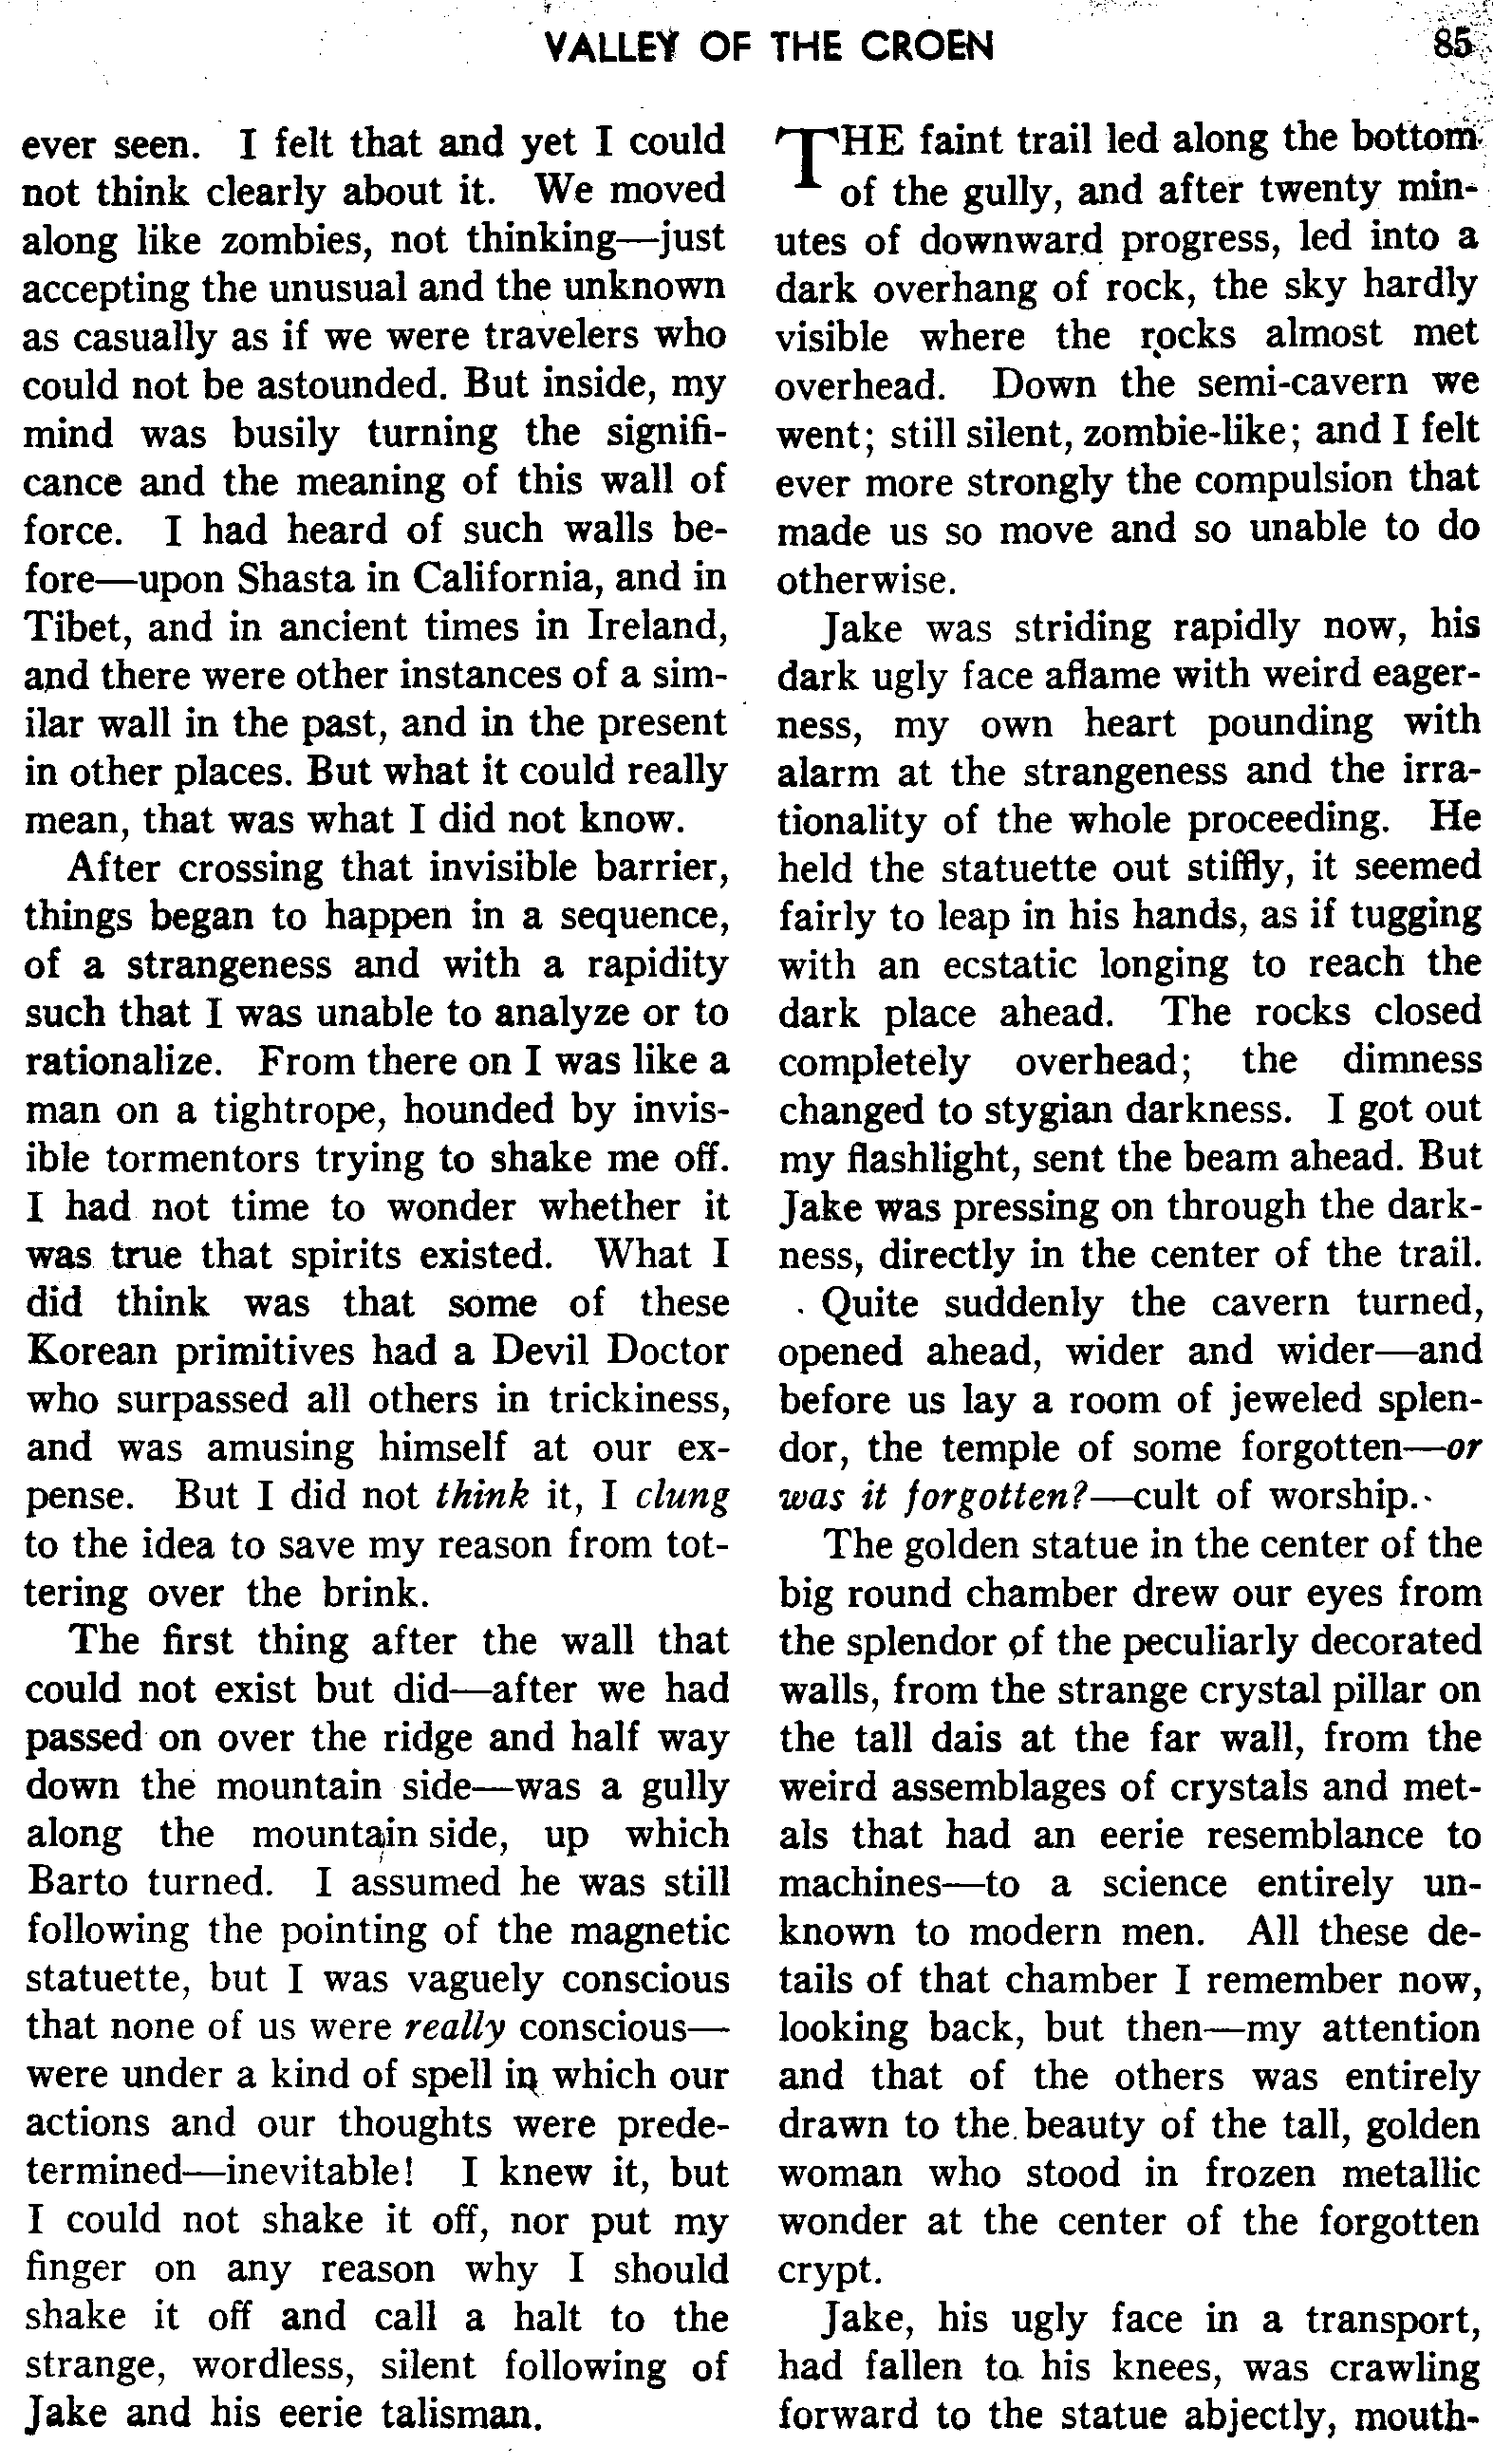 VALLEY OF THE CROEN 85
ever seen. I felt that and yet I could
not think clearly about it. We moved
along like zombies, not thinking—just
accepting the unusual and the unknown
as casually as if we were travelers who
could not be astounded. But inside, my
mind was busily turning the signifi-
cance and the meaning of this wall of
force. I had heard of such walls be-
fore—upon Shasta in California, and in
Tibet, and in ancient times in Ireland,
and there were other instances of a sim-
ilar wall in the past, and in the present
in other places. But what it could really
mean, that was what I did not know.
After crossing that invisible barrier,
things began to happen in a sequence,
of a strangeness and with a rapidity
such that I was unable to analyze or to
rationalize. From there on I was like a
man on a tightrope, hounded by invis-
ible tormentors trying to shake me off.
I had not time to wonder whether it
was true that spirits existed. What I
did think was that some of these
Korean primitives had a Devil Doctor
who surpassed all others in trickiness,
and was amusing himself at our ex-
pense. But I did not think it, I clung
to the idea to save my reason from tot-
tering over the brink.
The first thing after the wall that
could not exist but did—after we had
passed on over the ridge and half way
down the mountain side—was a gully
along the mountain side, up which
Barto turned. I assumed he was still
following the pointing of the magnetic
statuette, but I was vaguely conscious
that none of us were really conscious—
were under a kind of spell in which our
actions and our thoughts were prede-
termined—inevitable! I knew it, but
I could not shake it off, nor put my
finger on any reason why I should
shake it off and call a halt to the
strange, wordless, silent following of
Jake and his eerie talisman.
THE faint trail led along the bottom
of the gully, and after twenty min-
utes of downward progress, led into a
dark overhang of rock, the sky hardly
visible where the rocks almost met
overhead. Down the semi-cavern we
went; still silent, zombie-like; and I felt
ever more strongly the compulsion that
made us so move and so unable to do
otherwise.
Jake was striding rapidly now, his
dark ugly face aflame with weird eager-
ness, my own heart pounding with
alarm at the strangeness and the irra-
tionality of the whole proceeding. He
held the statuette out stiffly, it seemed
fairly to leap in his hands, as if tugging
with an ecstatic longing to reach the
dark place ahead. The rocks closed
completely overhead; the dimness
changed to stygian darkness. I got out
my flashlight, sent the beam ahead. But
Jake was pressing on through the dark-
ness, directly in the center of the trail.
Quite suddenly the cavern turned,
opened ahead, wider and wider—and
before us lay a room of jeweled splen-
dor, the temple of some forgotten—or
was it forgotten?—cult of worship.
The golden statue in the center of the
big round chamber drew our eyes from
the splendor of the peculiarly decorated
walls, from the strange crystal pillar on
the tall dais at the far wall, from the
weird assemblages of crystals and met-
als that had an eerie resemblance to
machines—to a science entirely un-
known to modern men. All these de-
tails of that chamber I remember now,
looking back, but then—my attention
and that of the others was entirely
drawn to the beauty of the tall, golden
woman who stood in frozen metallic
wonder at the center of the forgotten
crypt.
Jake, his ugly face in a transport,
had fallen to his knees, was crawling
forward to the statue abjectly, mouth-